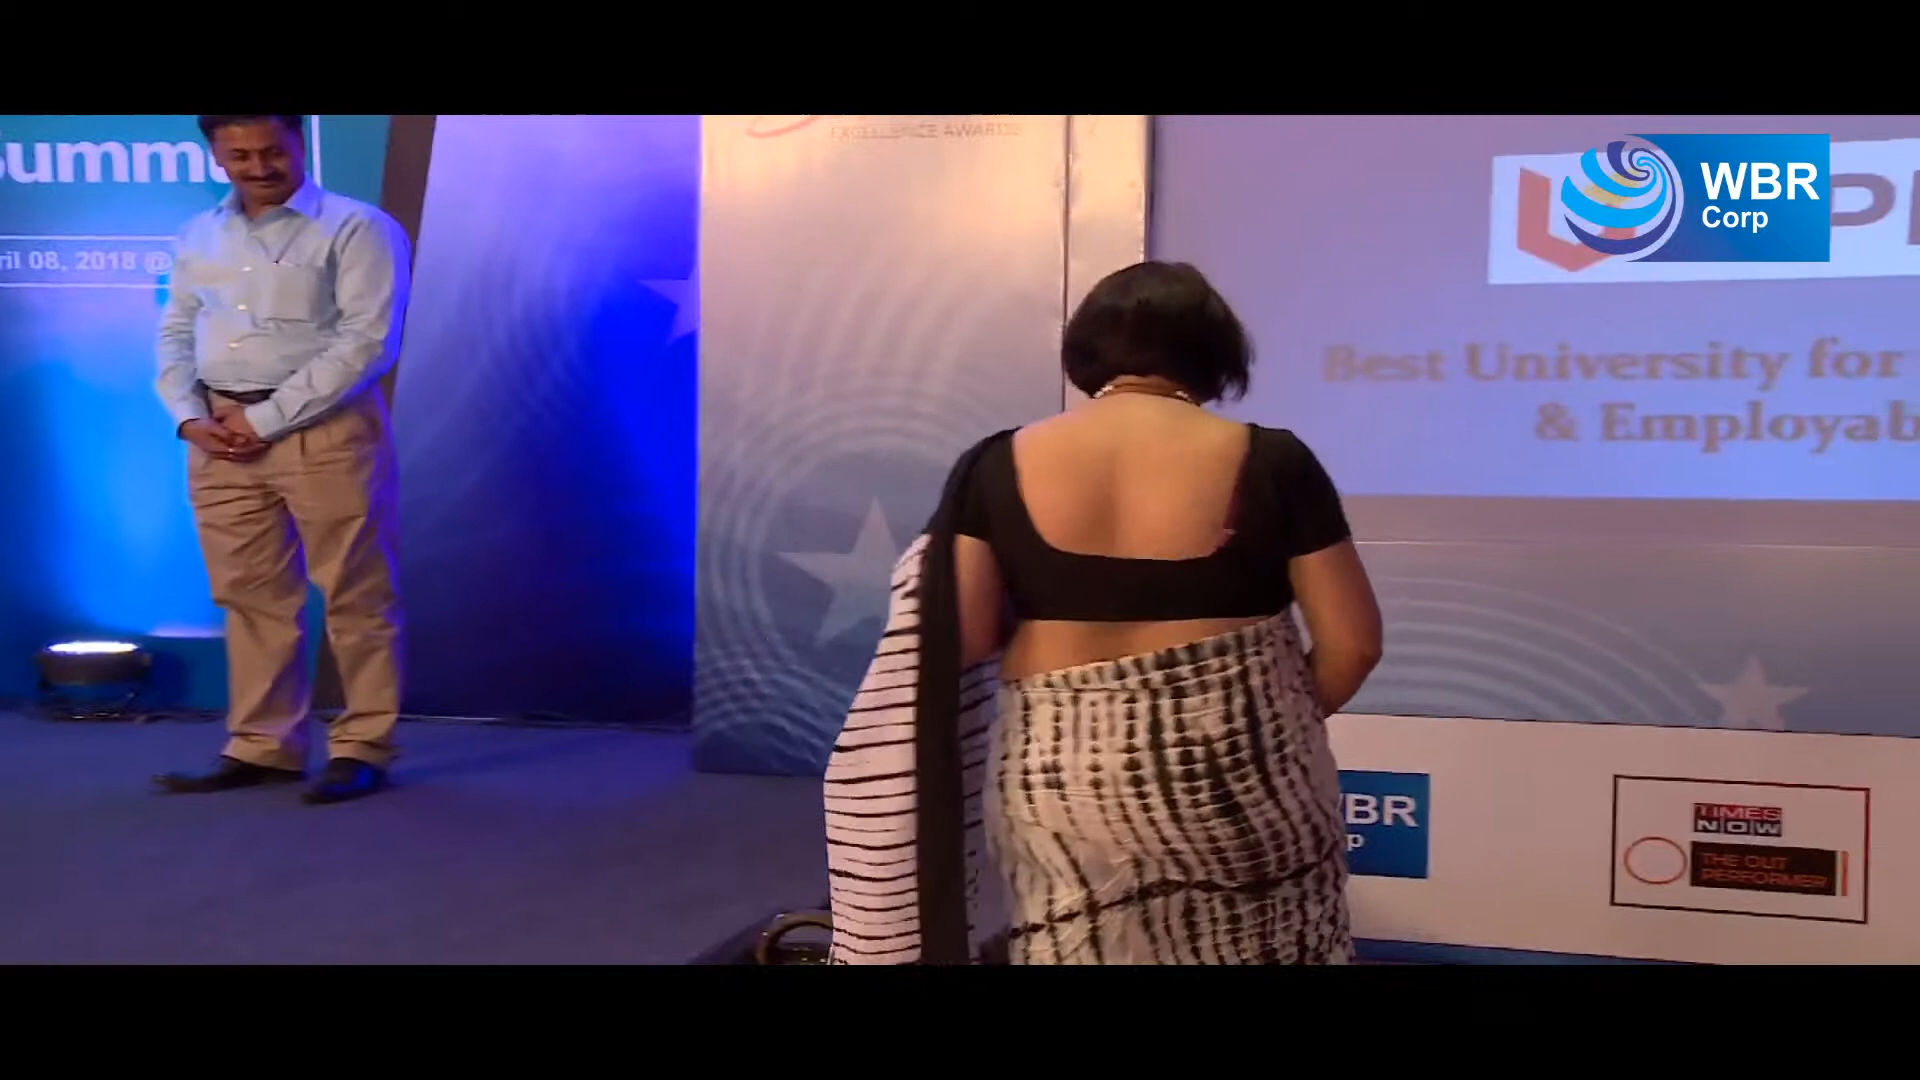 Summ
ril 08, 2018 @
EXCELLENCE AWARDS
WBR
Corp
Best University for
& Employab
BR
p
TIMES
NOW
THE OUT
PERFORMER